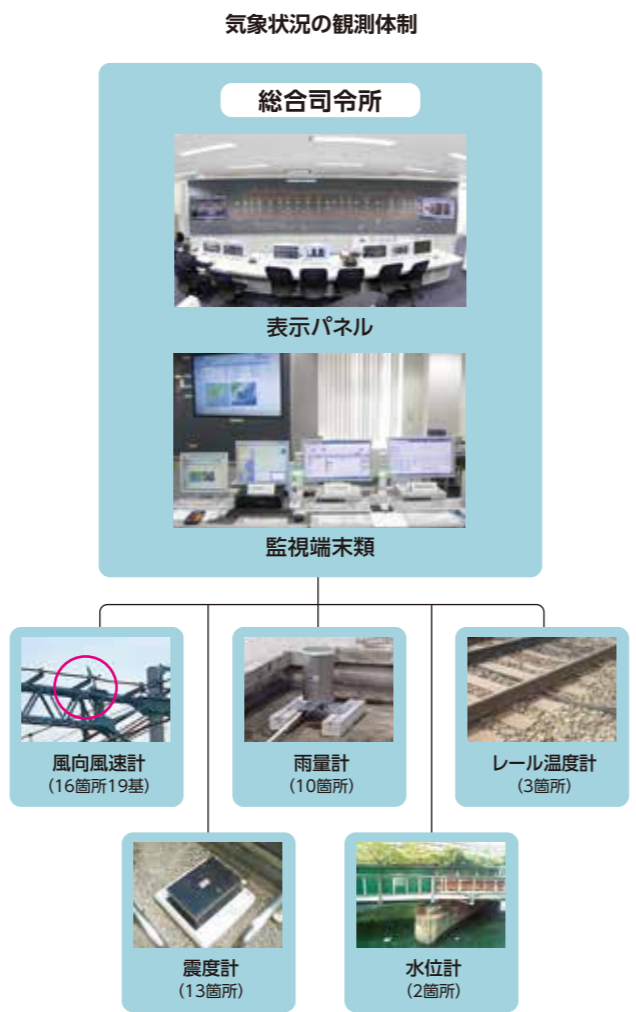 気象状況の観測体制
総合司令所
表示パネル
監視端末類
風向風速計
(16箇所19基)
雨量計
(10箇所)
レール温度計
(3箇所)
震度計
(13箇所)
水位計
(2箇所)